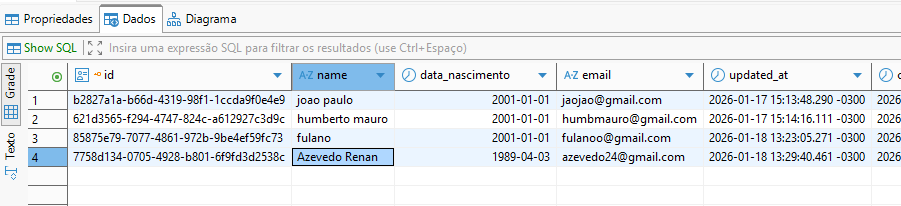 Propriedades Dados Diagrama
Show SQL Insira uma expressão SQL para filtrar os resultados (use Ctrl+Espaço)
Grade
Texto
id A-Z name data_nascimento A-Z email updated_at
1 b2827a1a-b66d-4319-98f1-1ccda9f0e4e9 joao paulo 2001-01-01 jaojao@gmail.com 2026-01-17 15:13:48.290 -0300 2026-
2 621d3565-f294-4747-824c-a612927c3d9c humberto mauro 2001-01-01 humbmauro@gmail.com 2026-01-17 15:14:16.111 -0300 2026-
3 85875e79-7077-4861-972b-9be4ef59fc73 fulano 2001-01-01 fulanoo@gmail.com 2026-01-18 13:23:05.271 -0300 2026-
4 7758d134-0705-4928-b801-6f9fd3d2538c Azevedo Renan 1989-04-03 azevedo24@gmail.com 2026-01-18 13:29:40.461 -0300 2026-